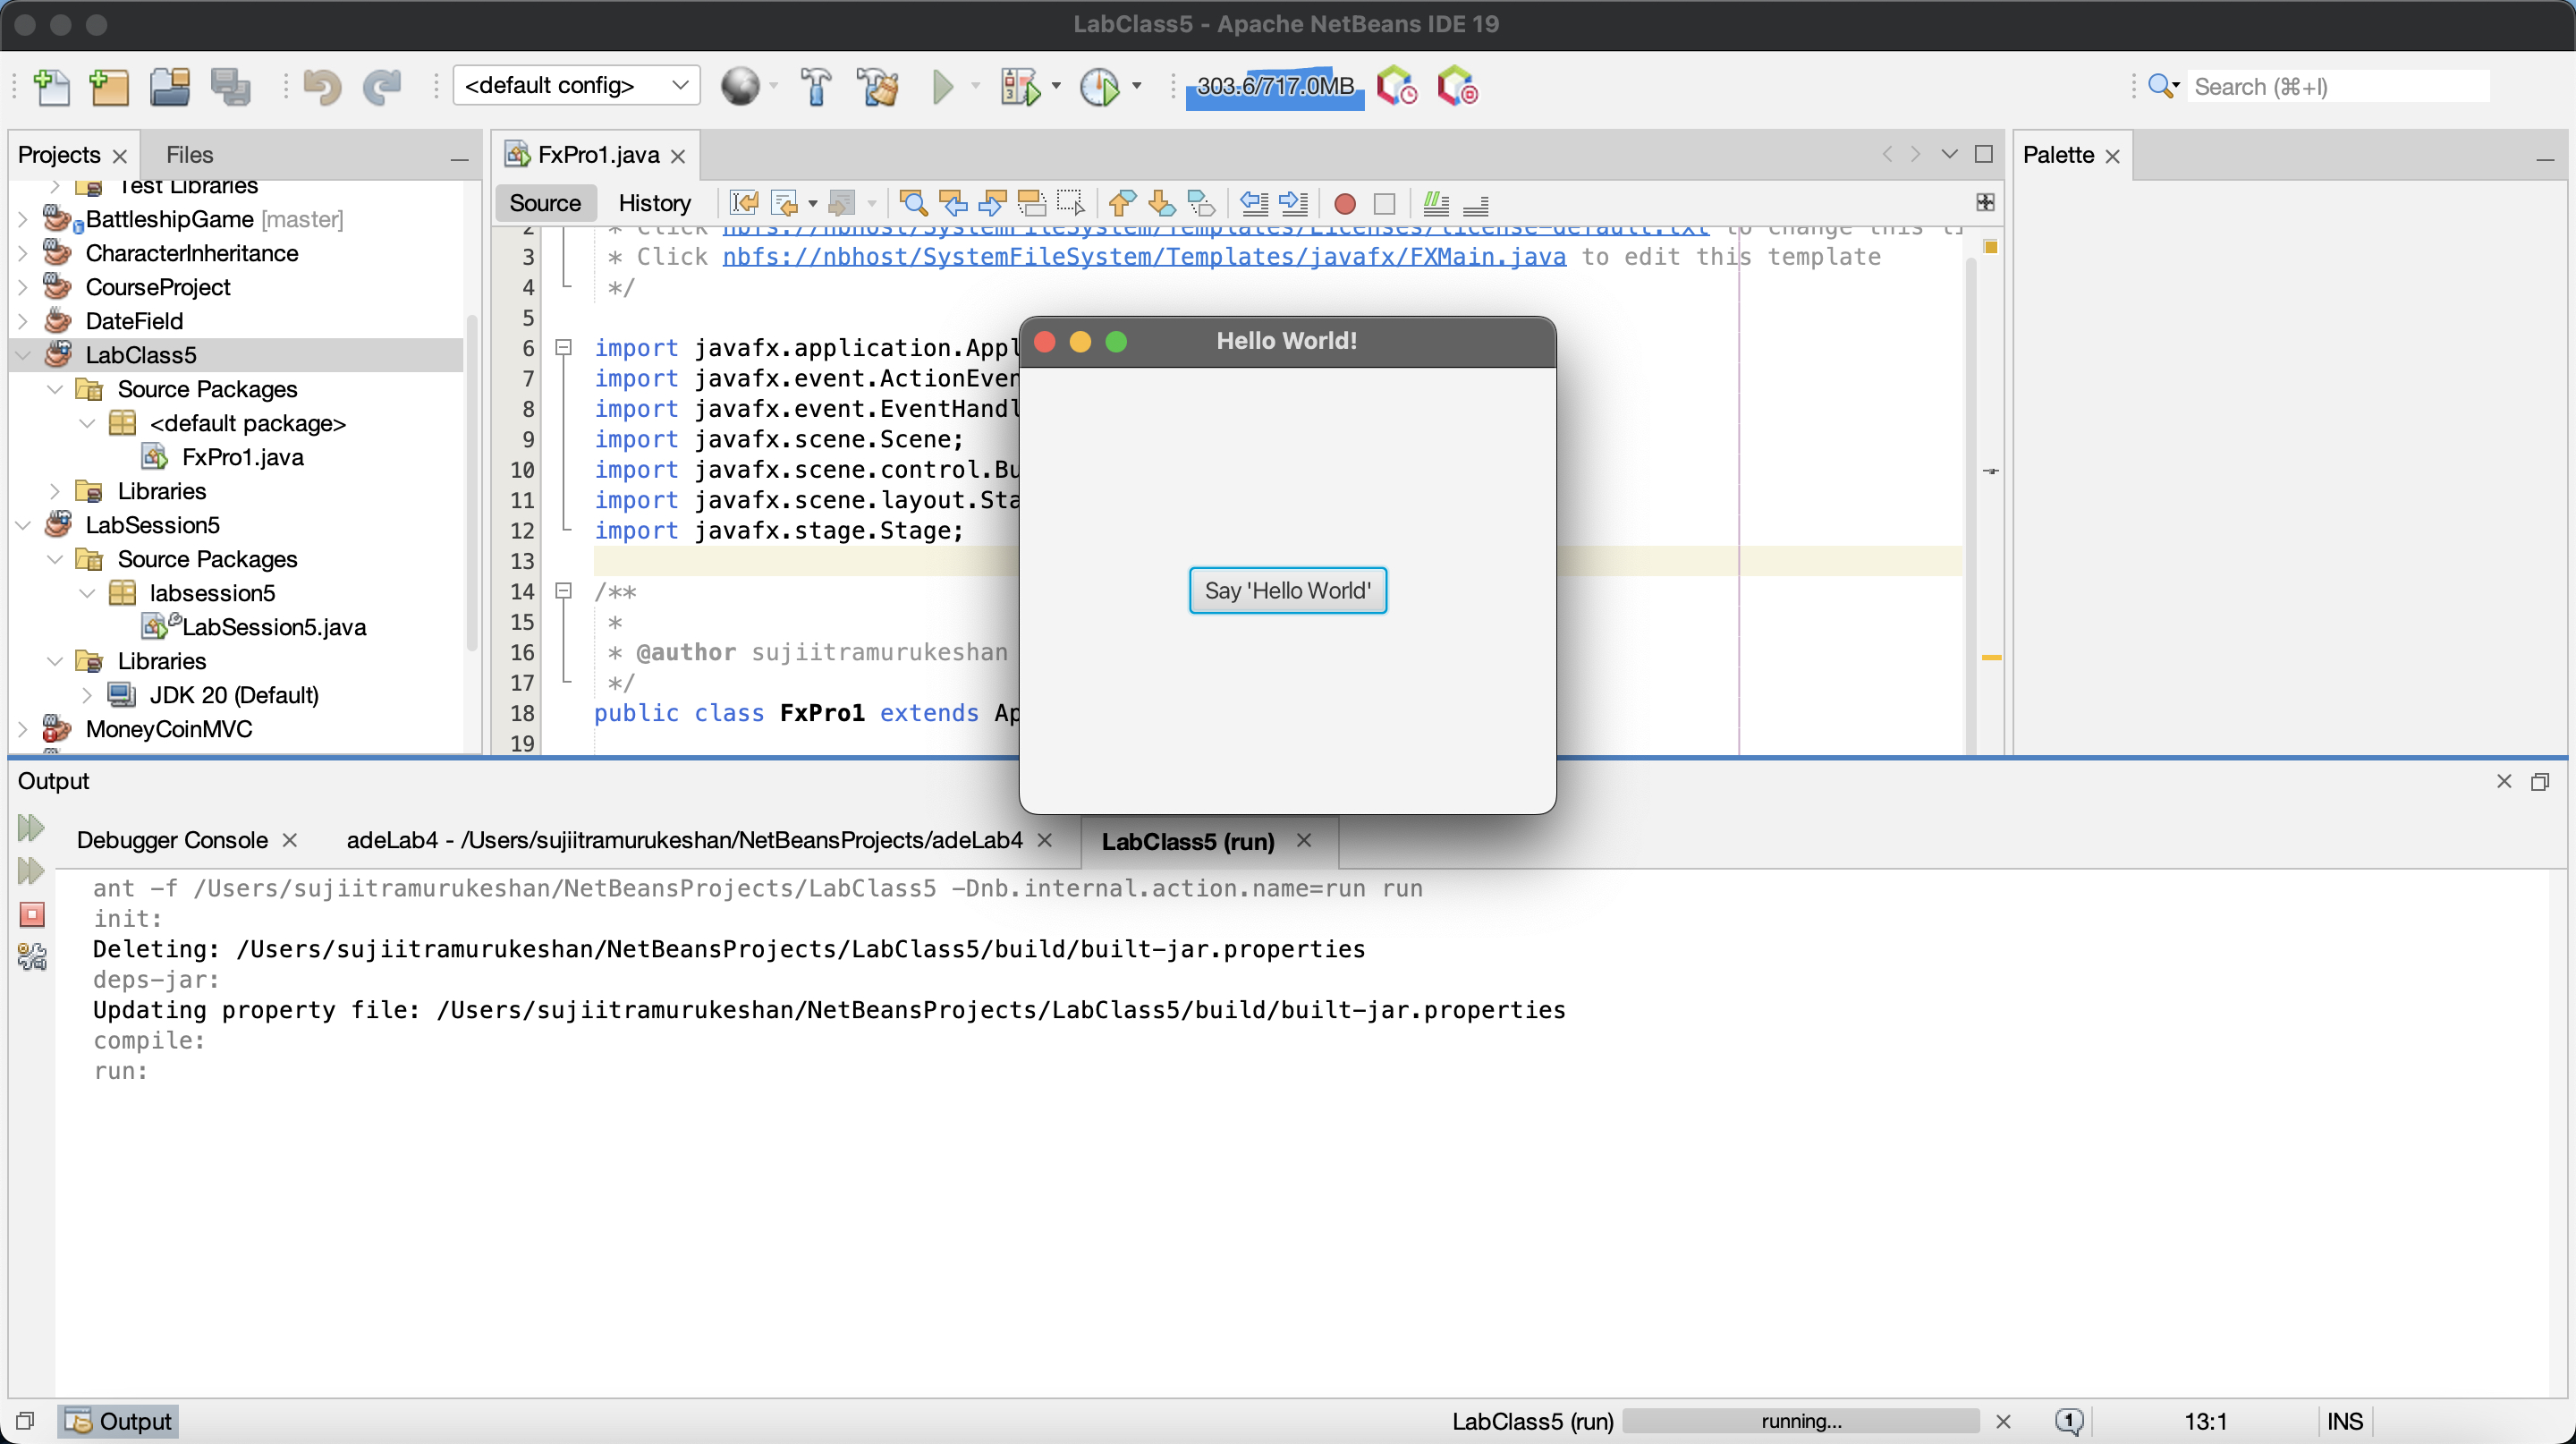 LabClass5 - Apache NetBeans IDE 19
<default config>
303.6/717.0MB
Search (⌘+I)
Projects
Files
Test Libraries
BattleshipGame [master]
CharacterInheritance
CourseProject
DateField
LabClass5
Source Packages
<default package>
FxPro1.java
Libraries
LabSession5
Source Packages
labsession5
LabSession5.java
Libraries
JDK 20 (Default)
MoneyCoinMVC
FxPro1.java
Source
History
2 * Click nbfs://nbhost/SystemFileSystem/Templates/Licenses/license-default.txt to change this
3 * Click nbfs://nbhost/SystemFileSystem/Templates/javafx/FXMain.java to edit this template
4 */
5
6 import javafx.application.Appl
7 import javafx.event.ActionEven
8 import javafx.event.EventHandl
9 import javafx.scene.Scene;
10 import javafx.scene.control.Bu
11 import javafx.scene.layout.Sta
12 import javafx.stage.Stage;
13
14 /**
15 *
16 * @author sujiitramurukeshan
17 */
18 public class FxPro1 extends Ap
19
Hello World!
Say 'Hello World'
Palette
Output
Debugger Console
adeLab4 - /Users/sujiitramurukeshan/NetBeansProjects/adeLab4
LabClass5 (run)
ant -f /Users/sujiitramurukeshan/NetBeansProjects/LabClass5 -Dnb.internal.action.name=run run
init:
Deleting: /Users/sujiitramurukeshan/NetBeansProjects/LabClass5/build/built-jar.properties
deps-jar:
Updating property file: /Users/sujiitramurukeshan/NetBeansProjects/LabClass5/build/built-jar.properties
compile:
run:
Output
LabClass5 (run)
running...
1
13:1
INS